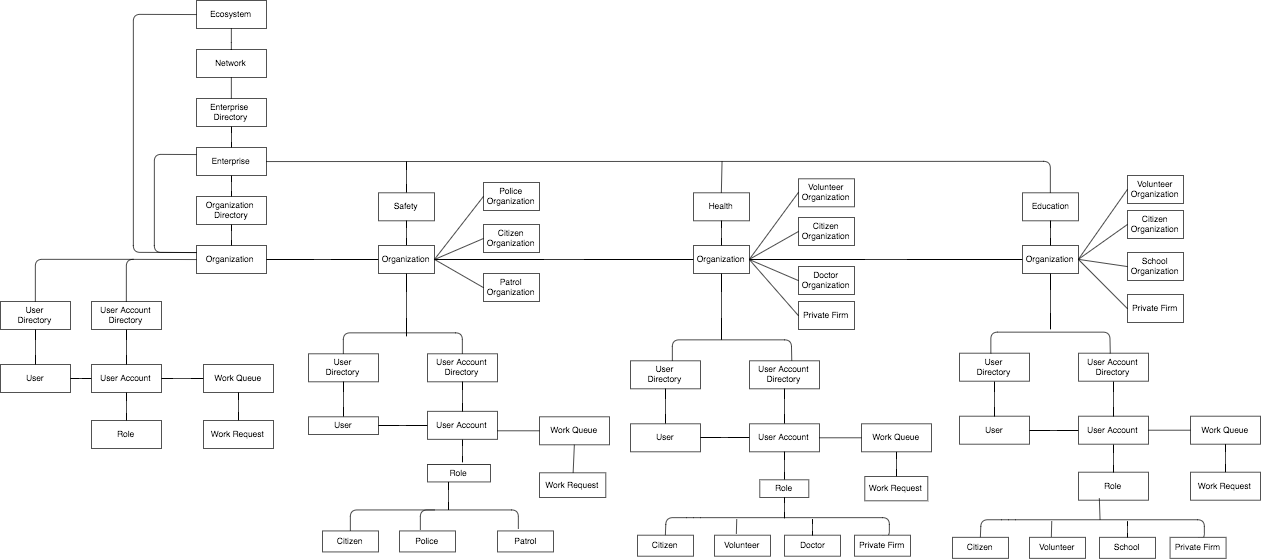 Ecosystem
Network
Enterprise
Directory
Enterprise
Organization
Directory
Organization
User
Directory
User Account
Directory
User
User Account
Work Queue
Role
Work Request
Safety
Organization
Police
Organization
Citizen
Organization
Patrol
Organization
User
Directory
User Account
Directory
User
User Account
Work Queue
Role
Work Request
Citizen
Police
Patrol
Health
Organization
Volunteer
Organization
Citizen
Organization
Doctor
Organization
Private Firm
User
Directory
User Account
Directory
User
User Account
Work Queue
Role
Work Request
Citizen
Volunteer
Doctor
Private Firm
Education
Organization
Volunteer
Organization
Citizen
Organization
School
Organization
Private Firm
User
Directory
User Account
Directory
User
User Account
Work Queue
Role
Work Request
Citizen
Volunteer
School
Private Firm